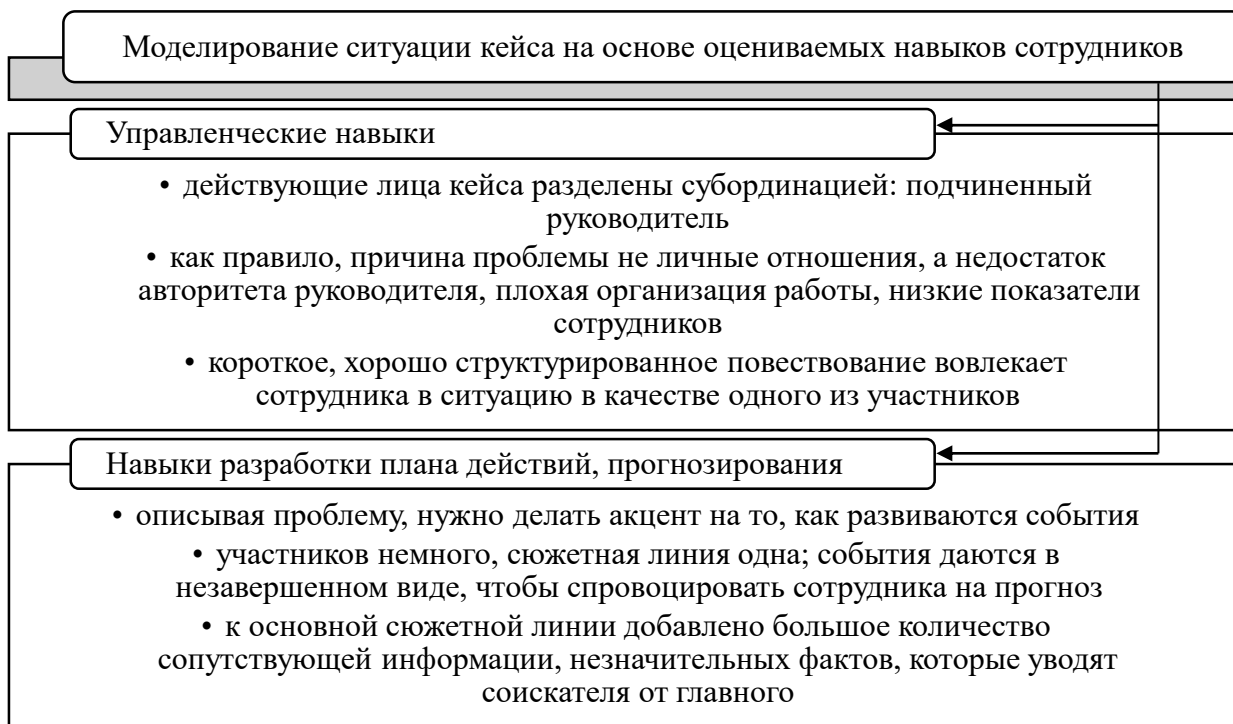 Моделирование ситуации кейса на основе оцениваемых навыков сотрудников
Управленческие навыки
• действующие лица кейса разделены субординацией: подчиненный
руководитель
• как правило, причина проблемы не личные отношения, а недостаток
авторитета руководителя, плохая организация работы, низкие показатели
сотрудников
• короткое, хорошо структурированное повествование вовлекает
сотрудника в ситуацию в качестве одного из участников
Навыки разработки плана действий, прогнозирования
• описывая проблему, нужно делать акцент на то, как развиваются события
• участников немного, сюжетная линия одна; события даются в
незавершенном виде, чтобы спровоцировать сотрудника на прогноз
• к основной сюжетной линии добавлено большое количество
сопутствующей информации, незначительных фактов, которые уводят
соискателя от главного